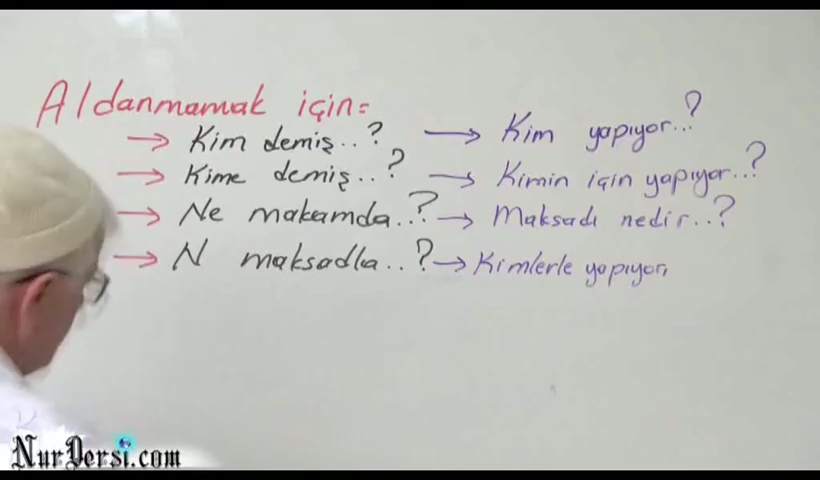 Aldanmamak için:
→ Kim demiş..? → Kim yapıyor..?
→ Kime demiş..? → Kimin için yapıyor..?
→ Ne makamda..? → Maksadı nedir..?
→ N maksadla..? → Kimlerle yapıyor,
NurDersi.com